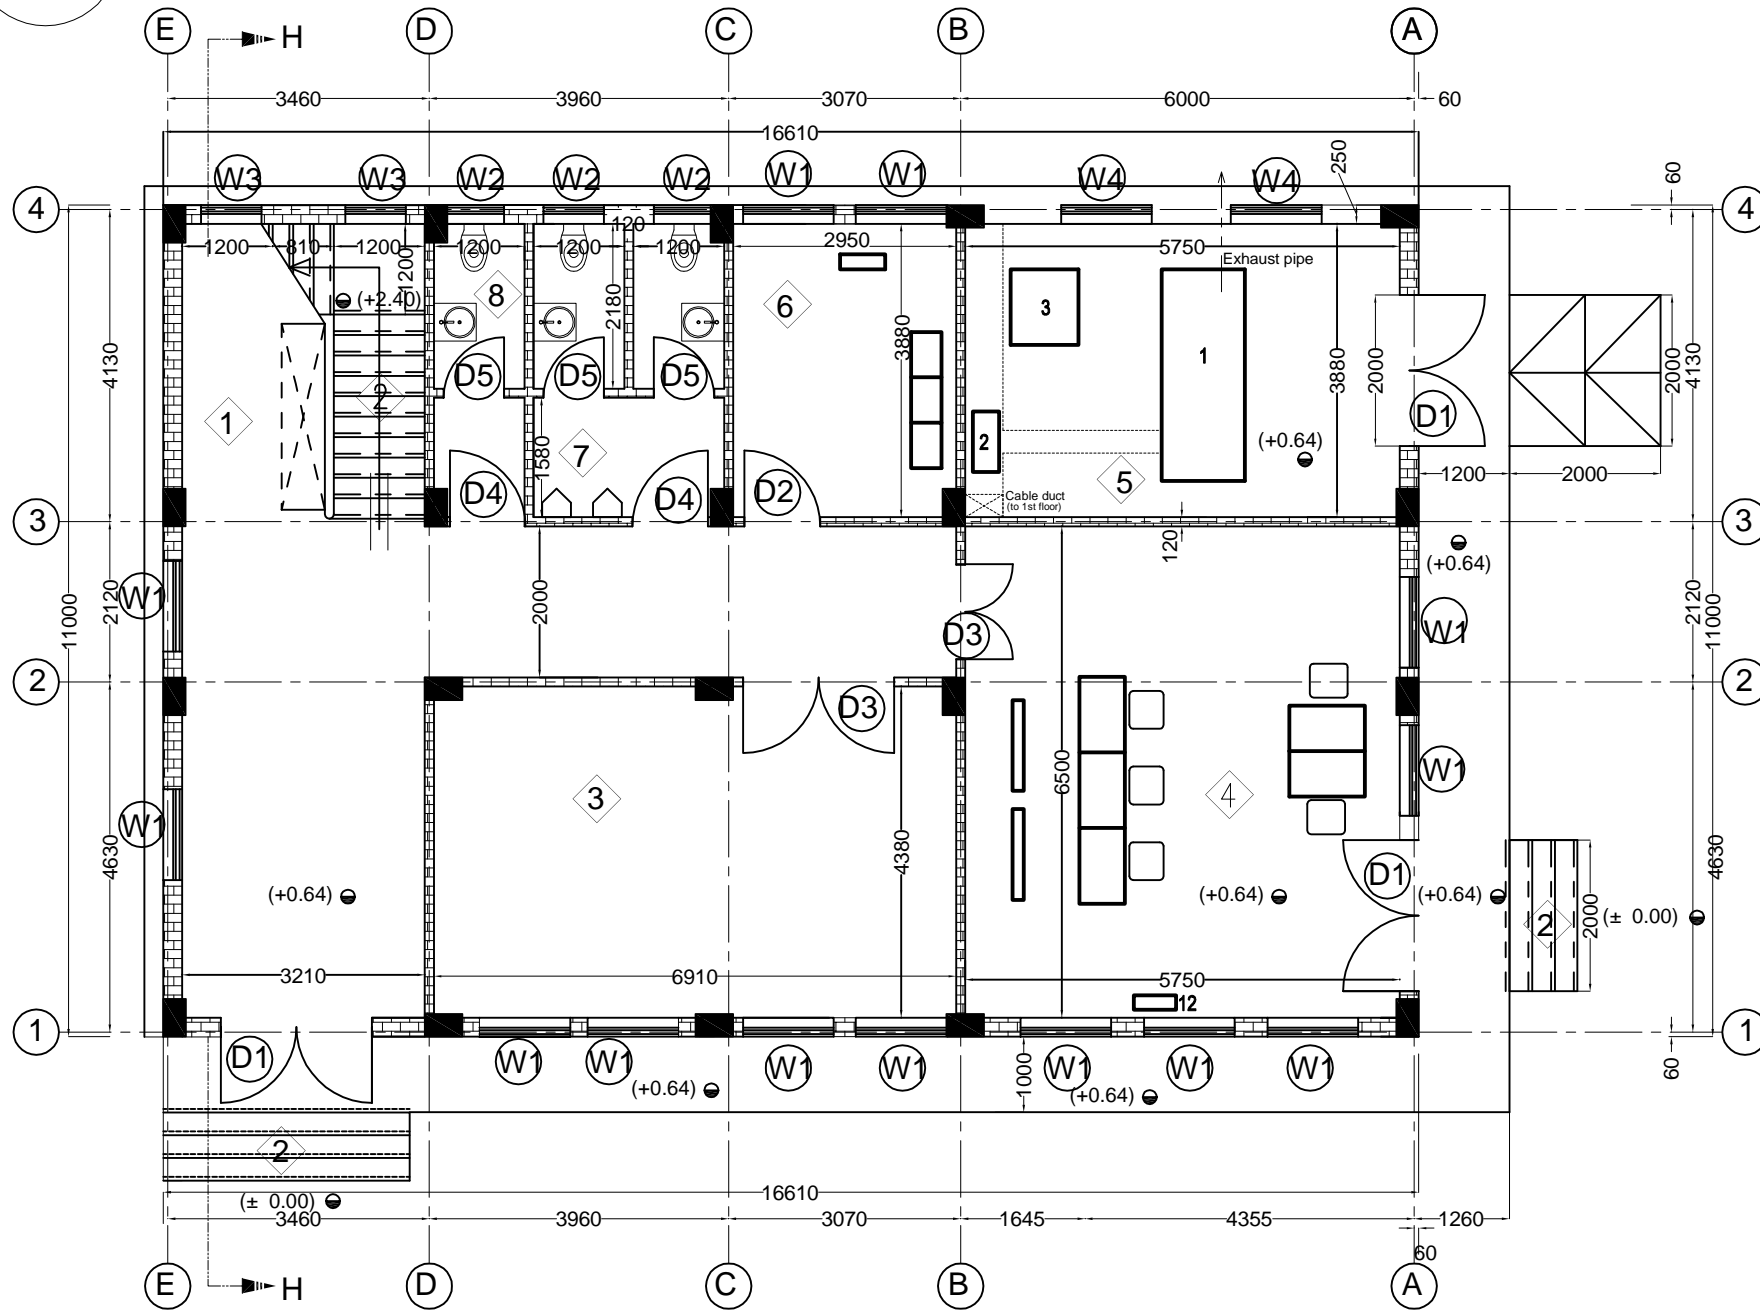 E D C B A
H
3460 3960 3070 6000 60
16610
W3 W3 W2 W2 W2 W1 W1 W4 W4 250 60
4 4
1200 810 1200 1200 120 1200 2950 5750
1200 Exhaust pipe
(+2.40) 8 6 3
2180 3880 1 3880
4130 D5 D5 D5 2000 2000 4130
1 2 D1
7 2 (+0.64)
1580 1200 2000
D4 D4 D2 5
Cable duct
(to 1st floor)
3 3
120 (+0.64)
W1 11000 2120 2000 D3 W1 2120 11000
2 2
D3
6500 W1
3 4
W1 4630 4380 D1 4630
(+0.64) (+0.64) (+0.64)
2 2000 (± 0.00)
3210 6910 5750
12
1 1
D1 W1 W1 W1 W1 W1 W1 W1 60
(+0.64) 1000 (+0.64)
2
16610
(± 0.00)
3460 3960 3070 1645 4355 1260
60
E D C B A
H